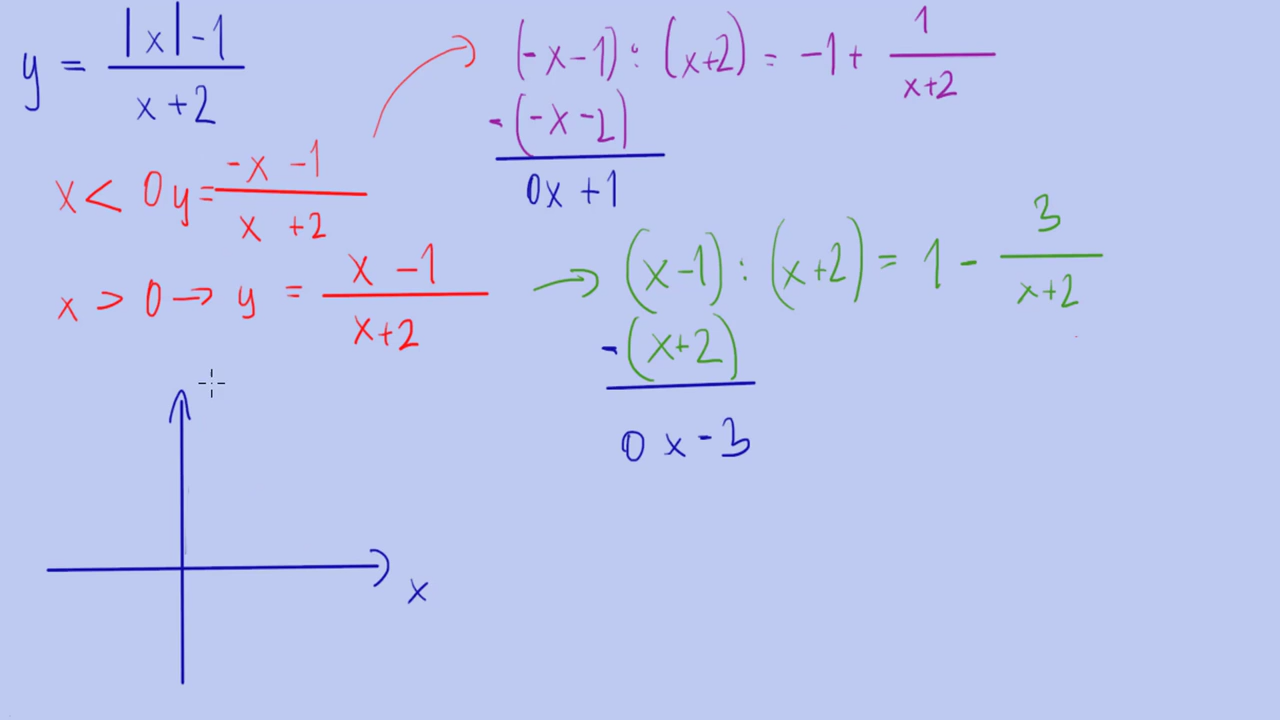 y = |x| - 1 / x + 2
x < 0 y = -x - 1 / x + 2
x > 0 → y = x - 1 / x + 2
(-x - 1) : (x+2) = -1 + 1 / x+2
-(-x - 2)
0x + 1
(x - 1) : (x+2) = 1 - 3 / x+2
-(x+2)
0x - 3
x